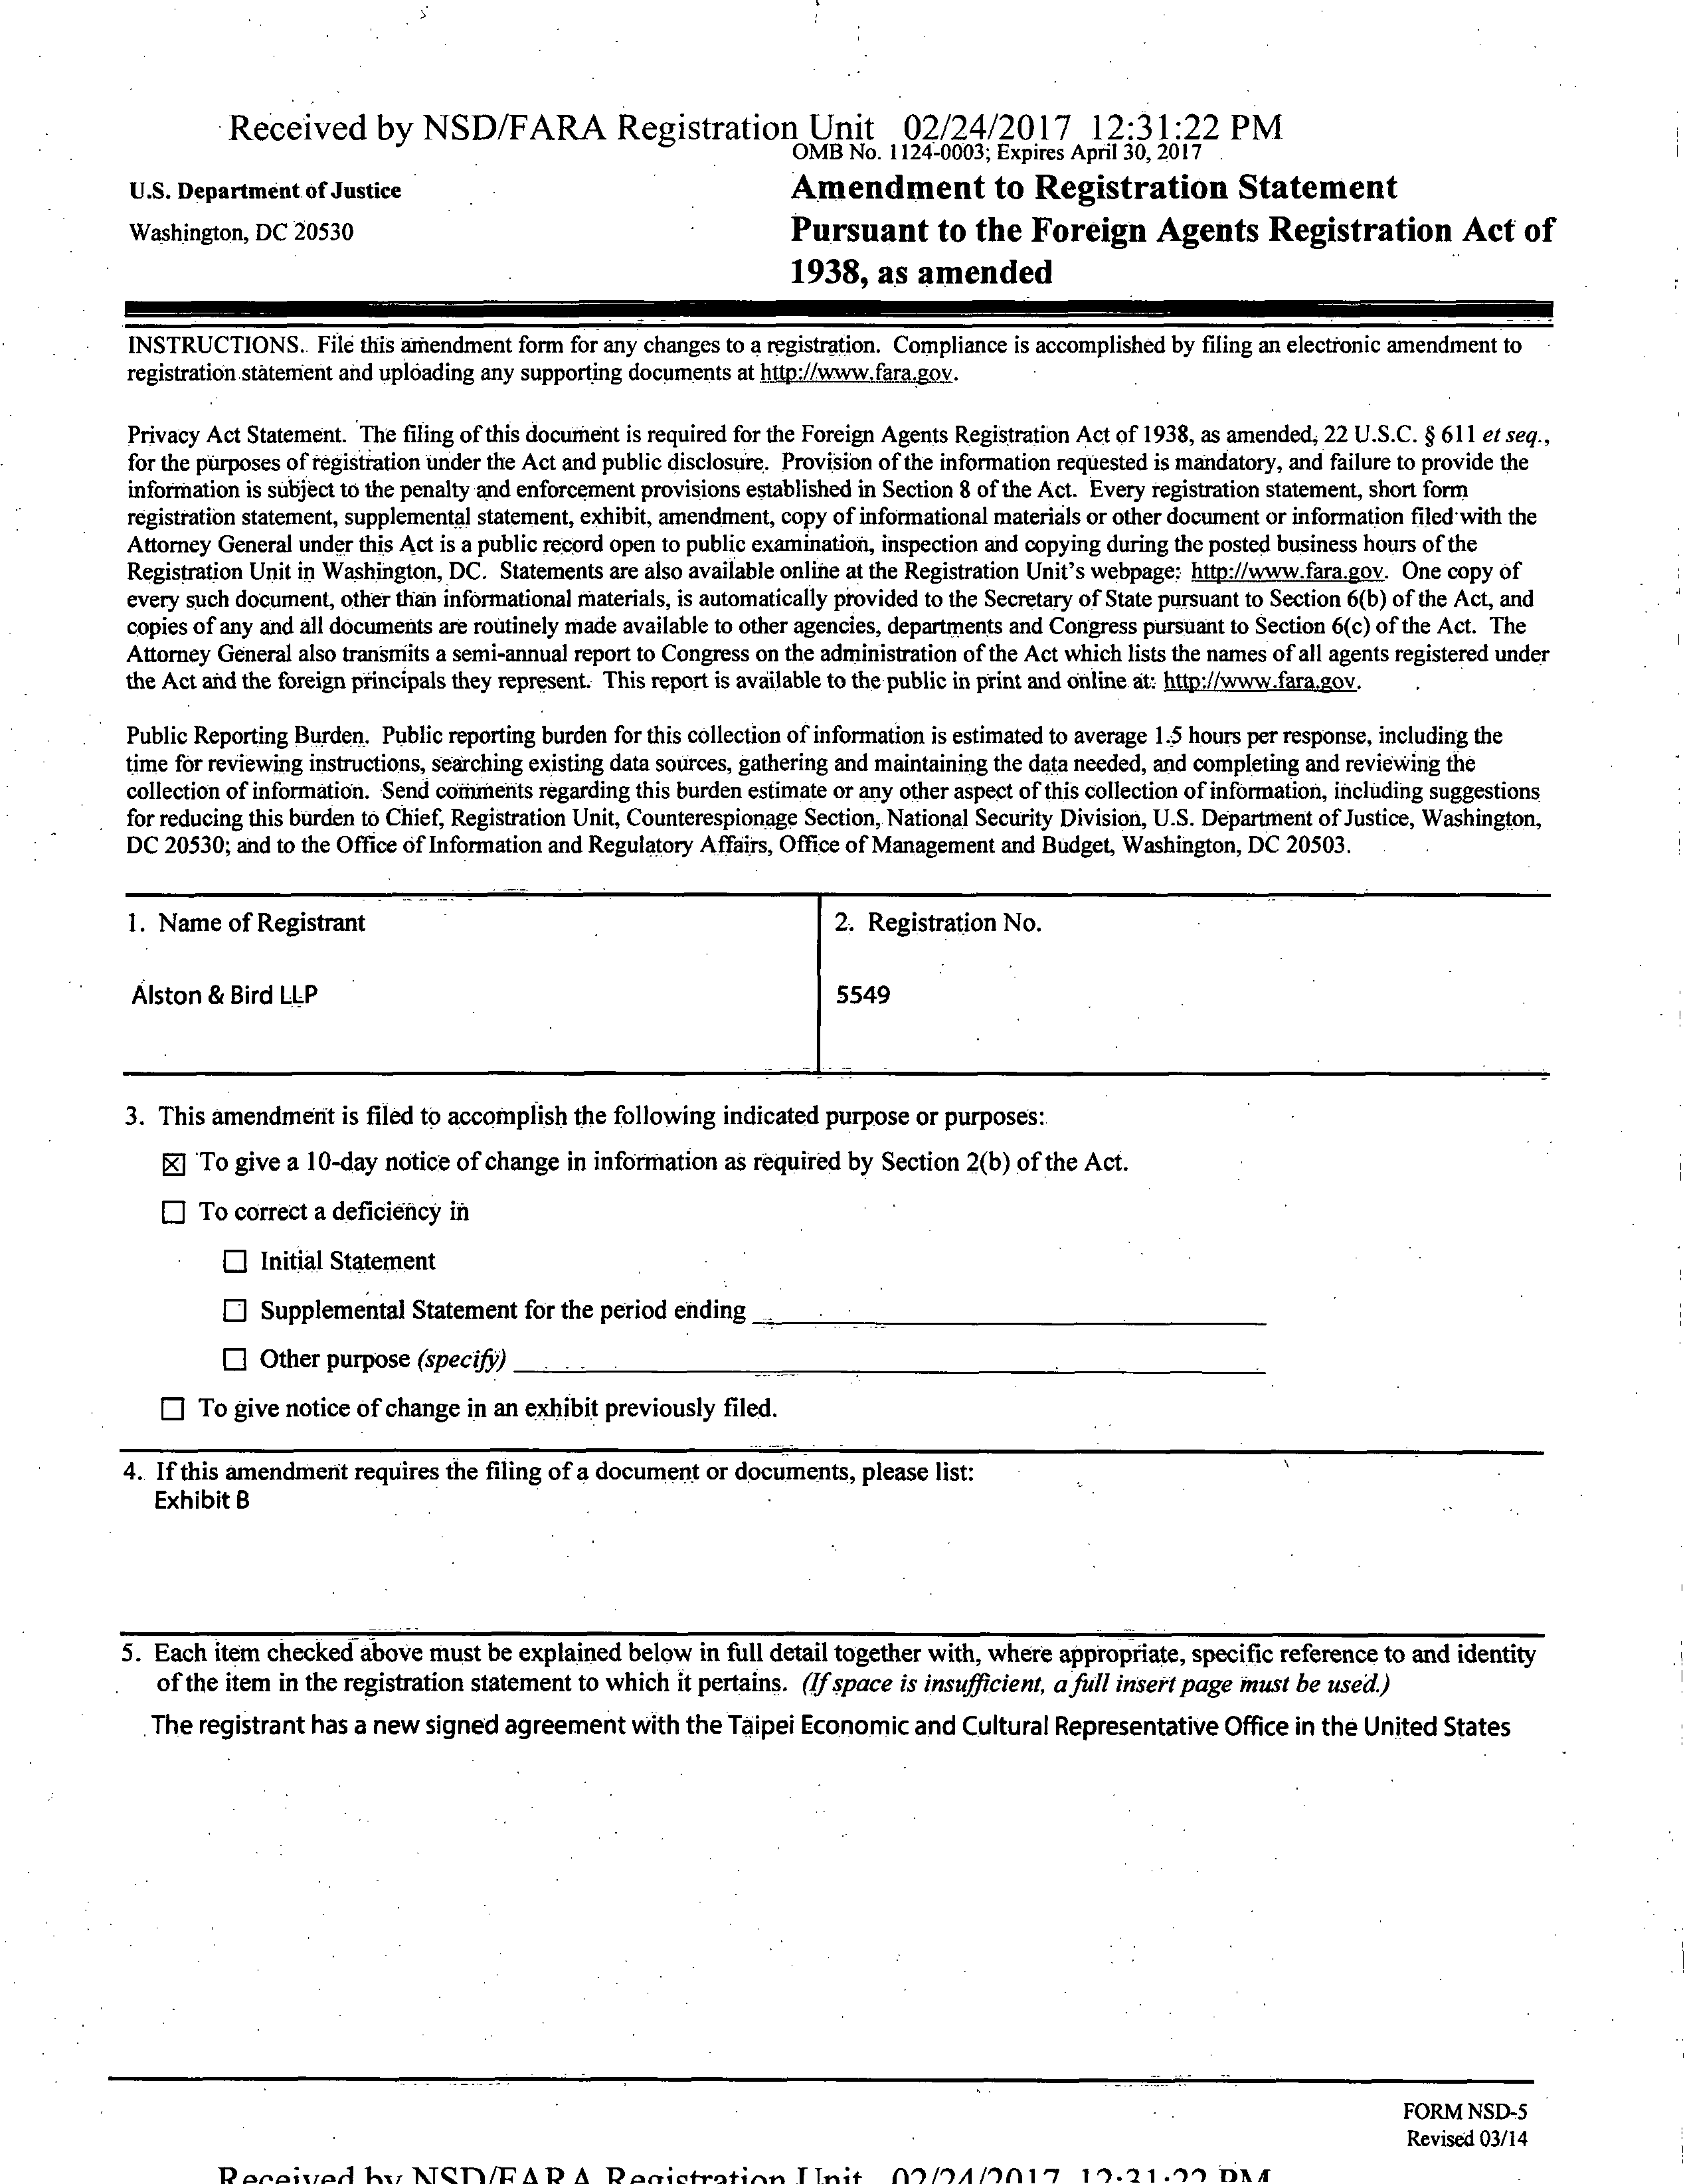 Received by NSD/FARA Registration Unit 02/24/2017 12:31:22 PM
OMB No. 1124-0003; Expires April 30, 2017
U.S. Department of Justice
Washington, DC 20530
Amendment to Registration Statement
Pursuant to the Foreign Agents Registration Act of
1938, as amended
INSTRUCTIONS. File this amendment form for any changes to a registration. Compliance is accomplished by filing an electronic amendment to
registration statement and uploading any supporting documents at http://www.fara.gov.
Privacy Act Statement. The filing of this document is required for the Foreign Agents Registration Act of 1938, as amended, 22 U.S.C. § 611 et seq.,
for the purposes of registration under the Act and public disclosure. Provision of the information requested is mandatory, and failure to provide the
information is subject to the penalty and enforcement provisions established in Section 8 of the Act. Every registration statement, short form
registration statement, supplemental statement, exhibit, amendment, copy of informational materials or other document or information filed with the
Attorney General under this Act is a public record open to public examination, inspection and copying during the posted business hours of the
Registration Unit in Washington, DC. Statements are also available online at the Registration Unit's webpage: http://www.fara.gov. One copy of
every such document, other than informational materials, is automatically provided to the Secretary of State pursuant to Section 6(b) of the Act, and
copies of any and all documents are routinely made available to other agencies, departments and Congress pursuant to Section 6(c) of the Act. The
Attorney General also transmits a semi-annual report to Congress on the administration of the Act which lists the names of all agents registered under
the Act and the foreign principals they represent. This report is available to the public in print and online at: http://www.fara.gov.
Public Reporting Burden. Public reporting burden for this collection of information is estimated to average 1.5 hours per response, including the
time for reviewing instructions, searching existing data sources, gathering and maintaining the data needed, and completing and reviewing the
collection of information. Send comments regarding this burden estimate or any other aspect of this collection of information, including suggestions
for reducing this burden to Chief, Registration Unit, Counterespionage Section, National Security Division, U.S. Department of Justice, Washington,
DC 20530; and to the Office of Information and Regulatory Affairs, Office of Management and Budget, Washington, DC 20503.
1. Name of Registrant
Alston & Bird LLP
2. Registration No.
5549
3. This amendment is filed to accomplish the following indicated purpose or purposes:
☒ To give a 10-day notice of change in information as required by Section 2(b) of the Act.
☐ To correct a deficiency in
☐ Initial Statement
☐ Supplemental Statement for the period ending
☐ Other purpose (specify)
☐ To give notice of change in an exhibit previously filed.
4. If this amendment requires the filing of a document or documents, please list:
Exhibit B
5. Each item checked above must be explained below in full detail together with, where appropriate, specific reference to and identity
of the item in the registration statement to which it pertains. (If space is insufficient, a full insert page must be used.)
The registrant has a new signed agreement with the Taipei Economic and Cultural Representative Office in the United States
FORM NSD-5
Revised 03/14
Received by NSD/FARA Registration Unit 02/24/2017 12:31:22 PM